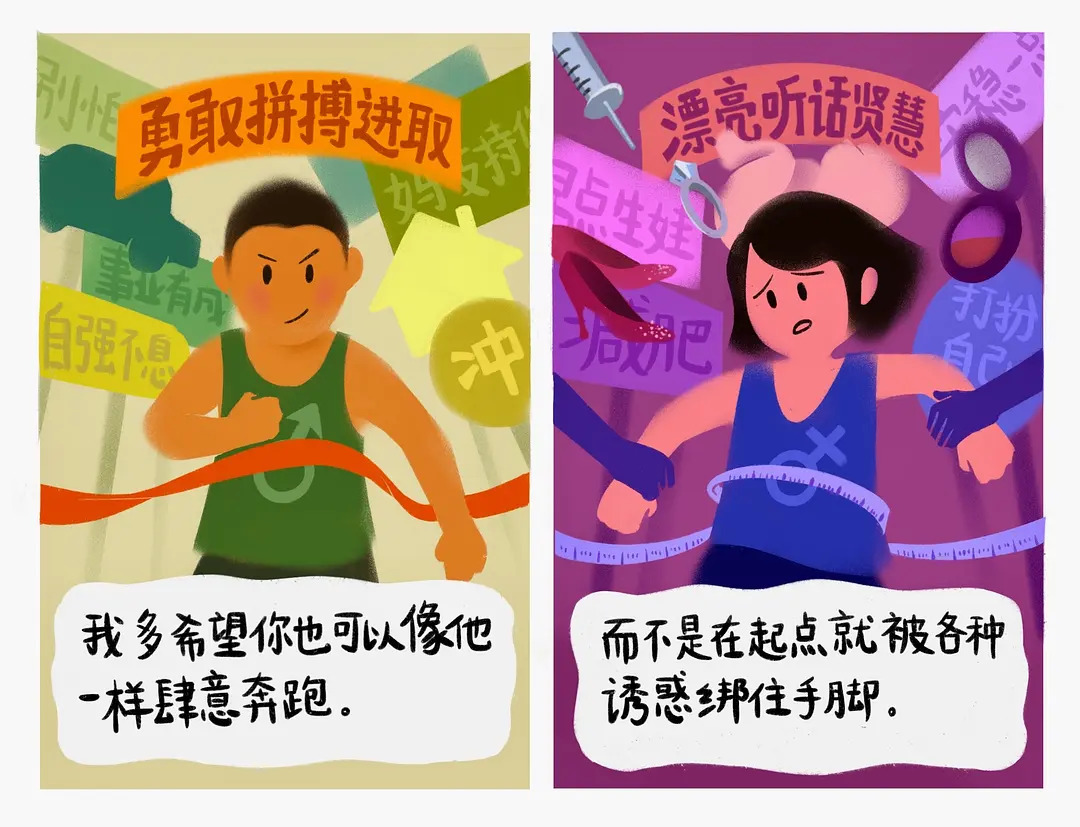 勇敢拼搏进取
别怕
妈支持你
事业有成
自强不息
冲
我多希望你也可以像他
一样肆意奔跑。
漂亮听话贤慧
点生娃
减肥
打扮
自己
而不是在起点就被各种
诱惑绑住手脚。